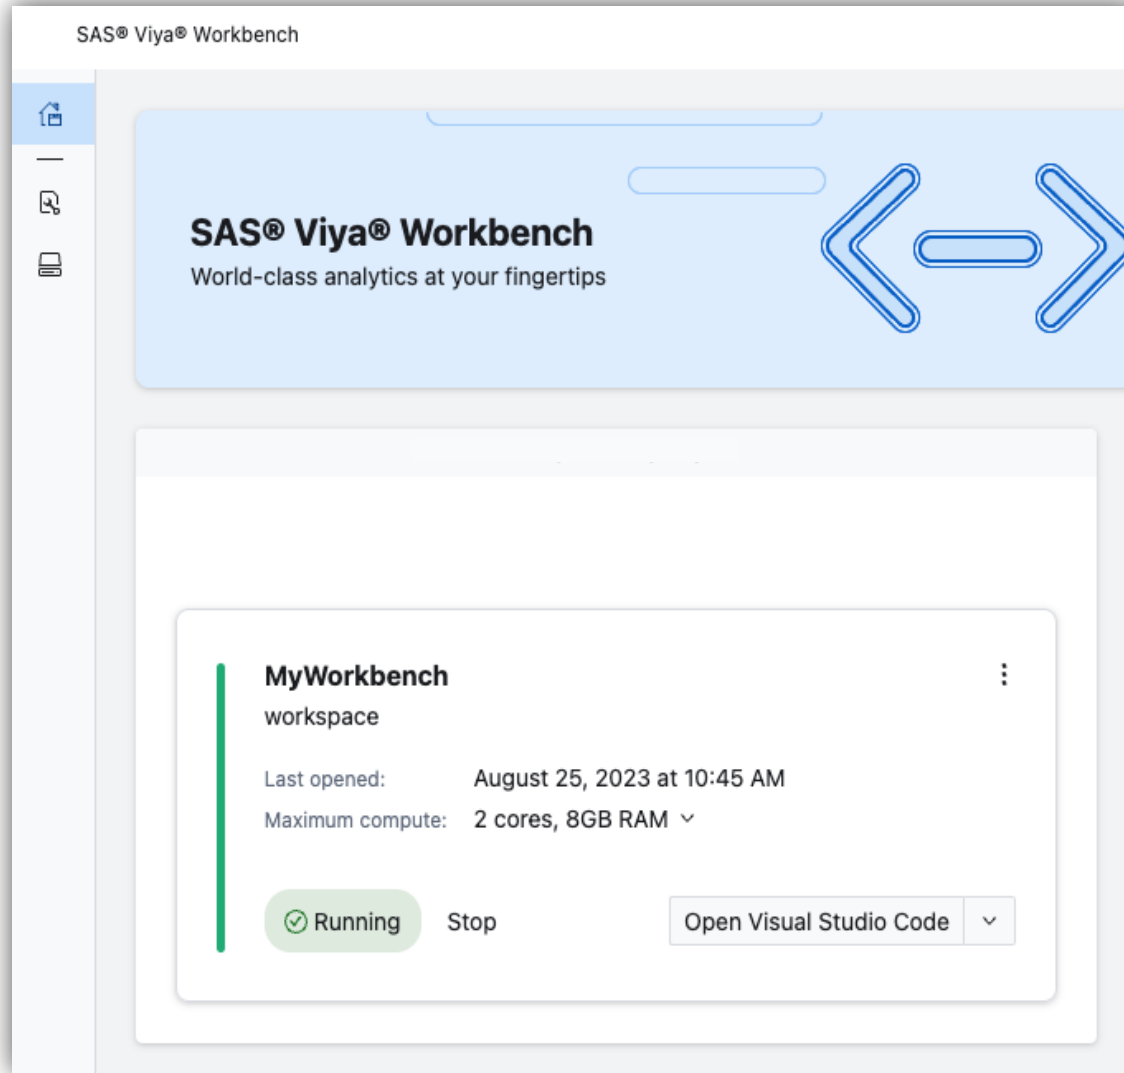 SAS® Viya® Workbench
SAS® Viya® Workbench
World-class analytics at your fingertips
MyWorkbench
workspace
Last opened: August 25, 2023 at 10:45 AM
Maximum compute: 2 cores, 8GB RAM
Running Stop Open Visual Studio Code